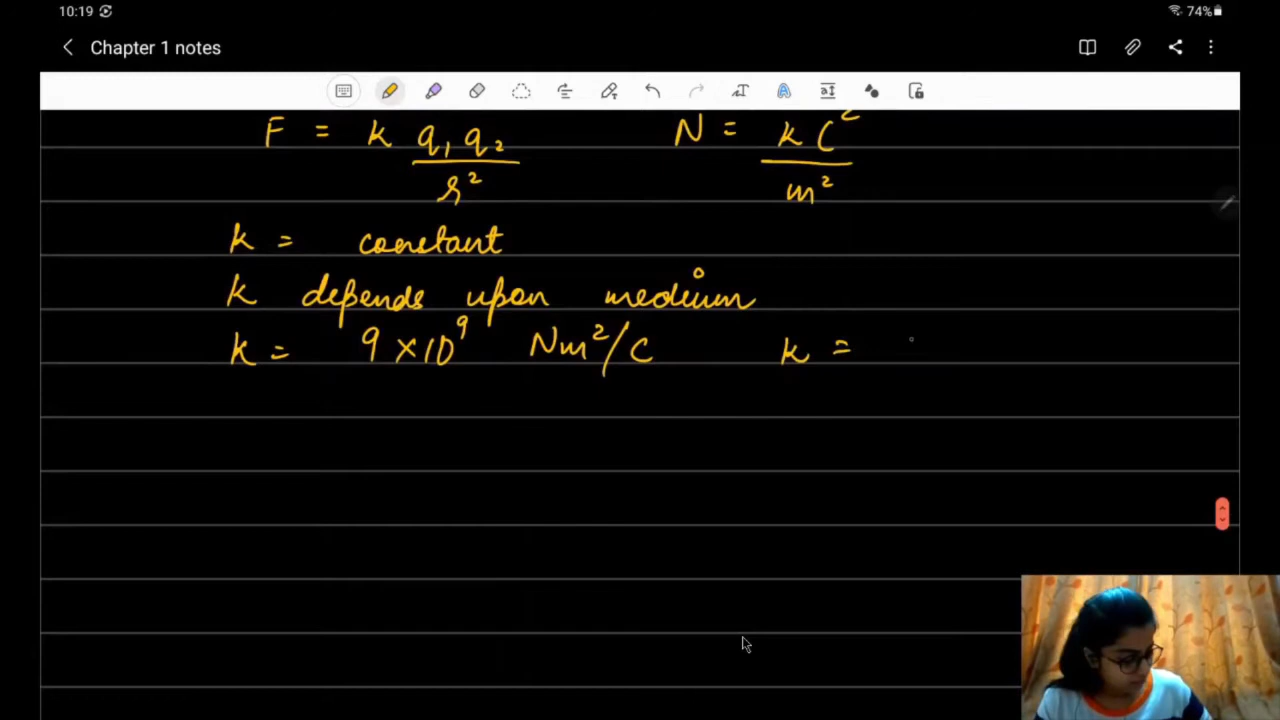 10:19 74%
Chapter 1 notes
F = k q₁ q₂ / r² N = k C² / m²
k = constant
k depends upon medium
k = 9 × 10⁹ Nm²/C k =